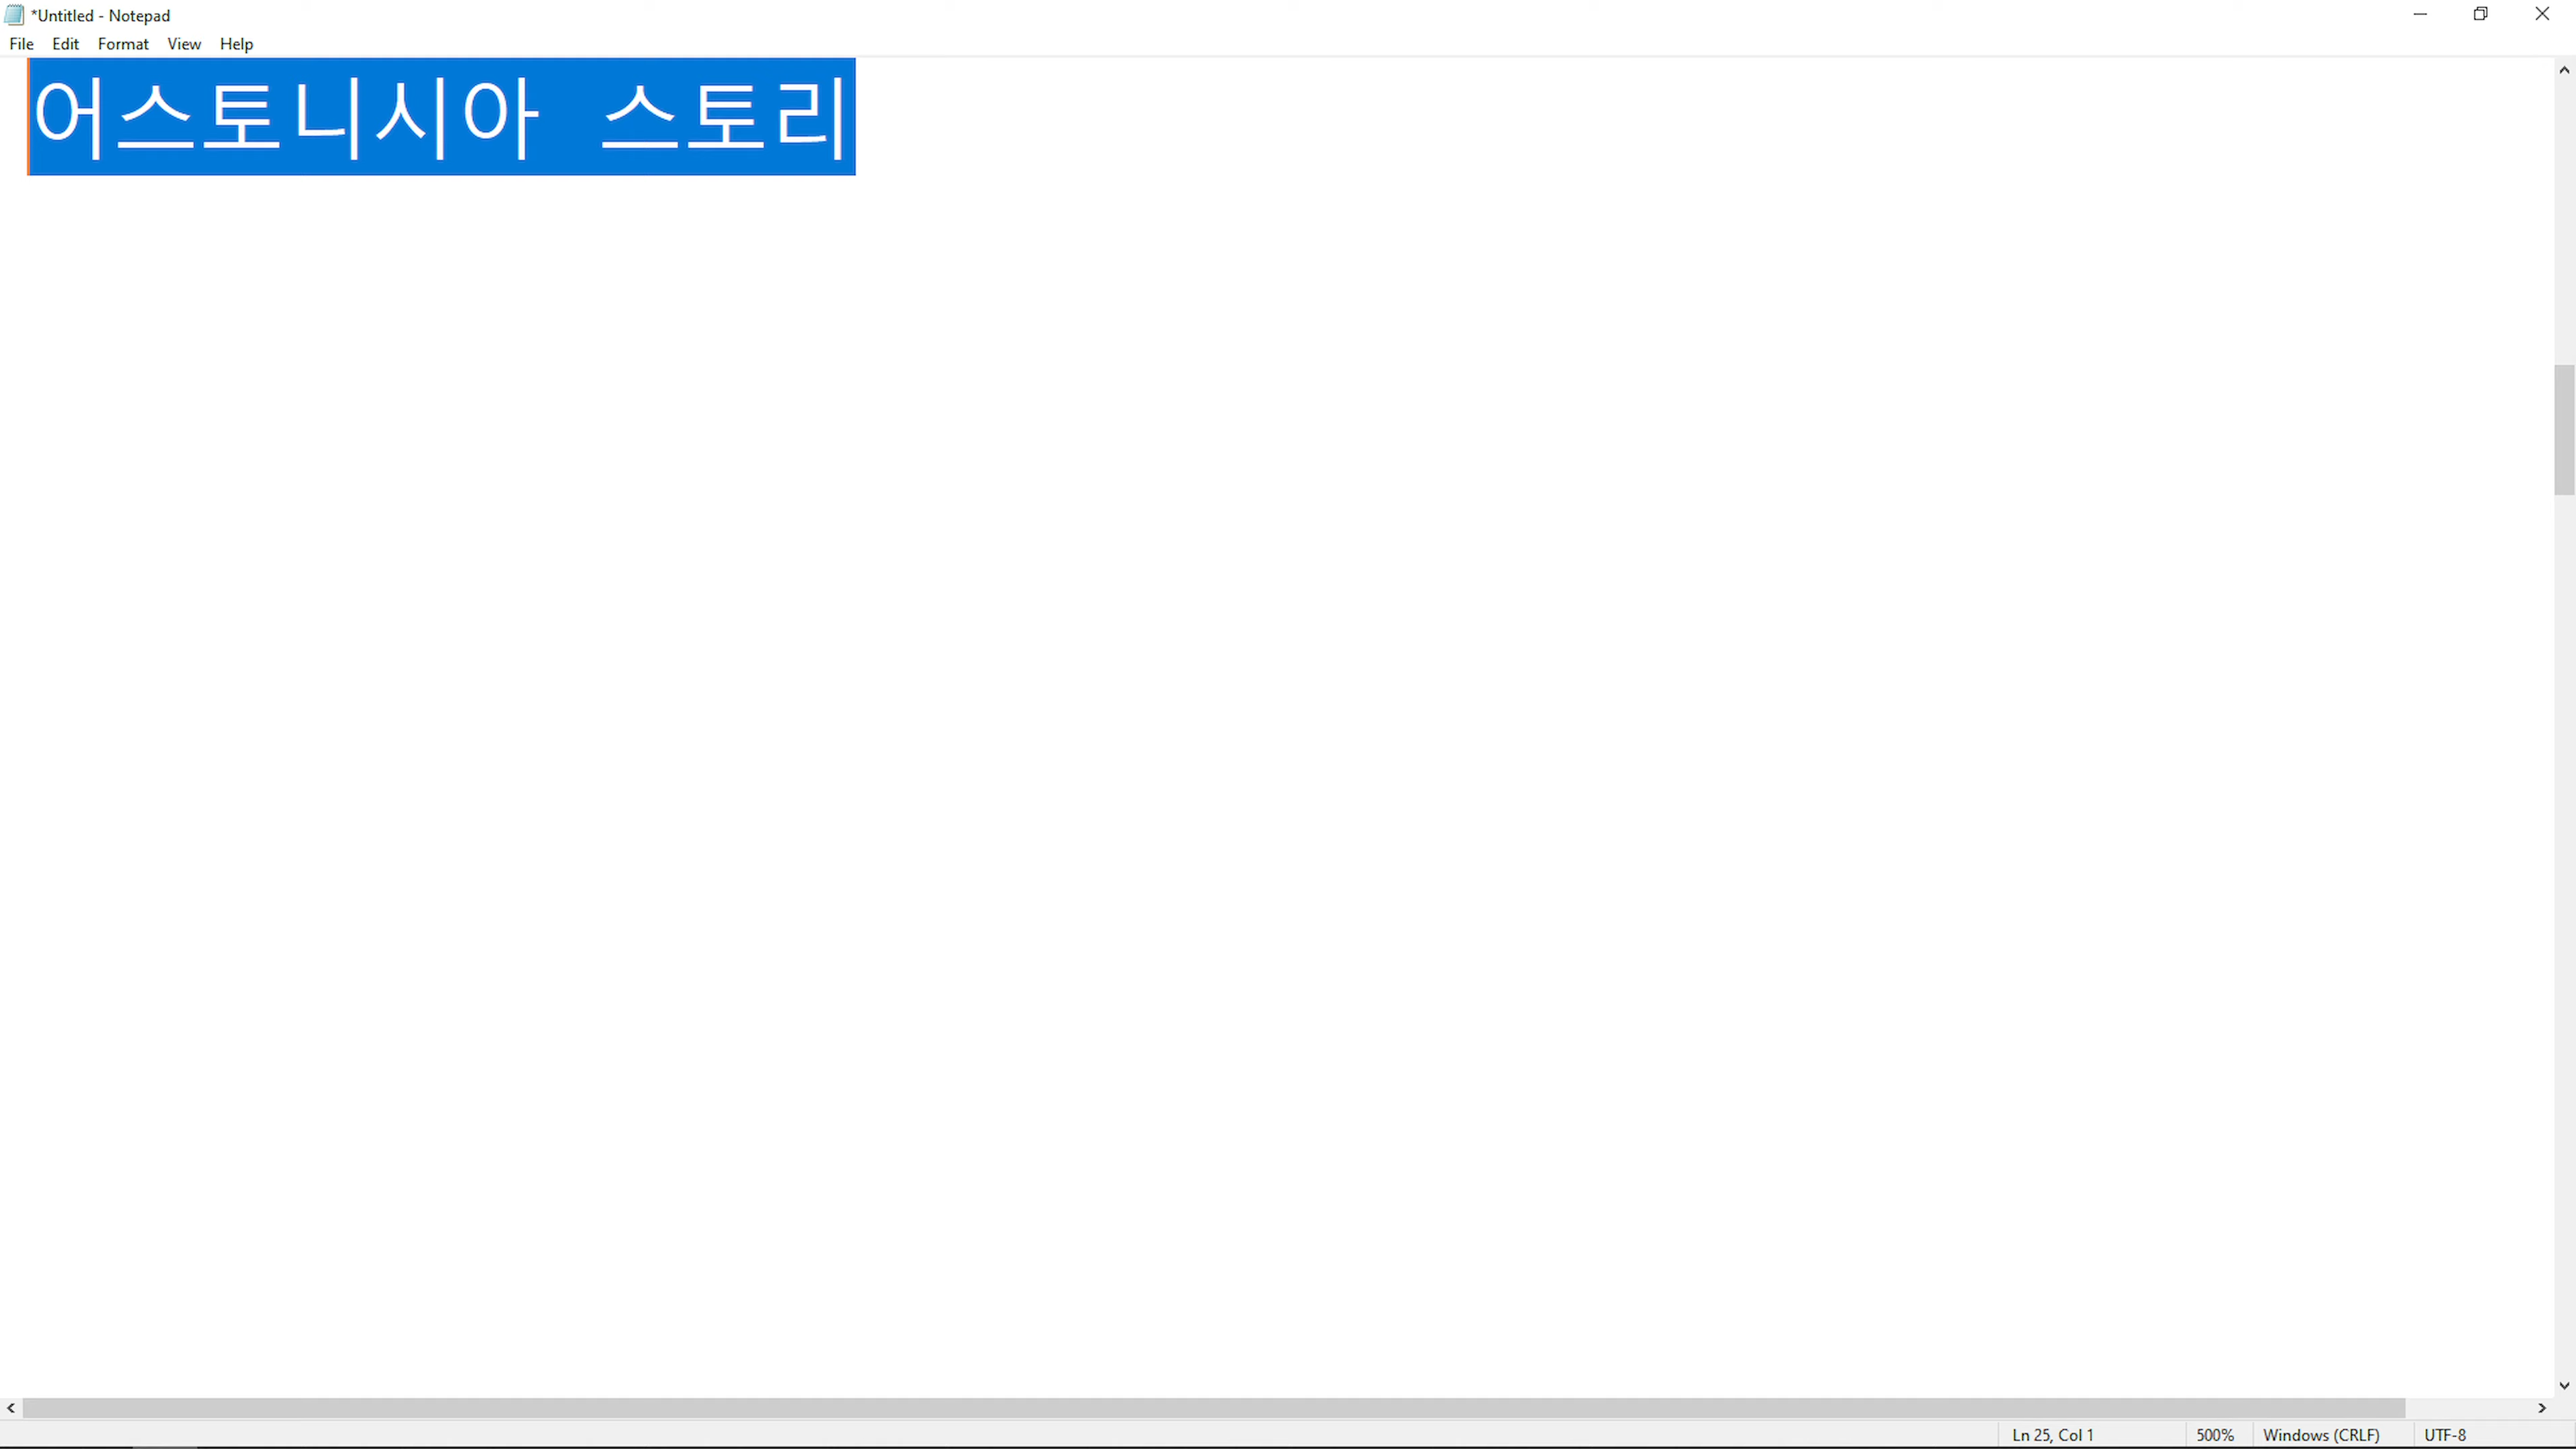 *Untitled - Notepad
File Edit Format View Help
어스토니시아 스토리
Ln 25, Col 1 500% Windows (CRLF) UTF-8